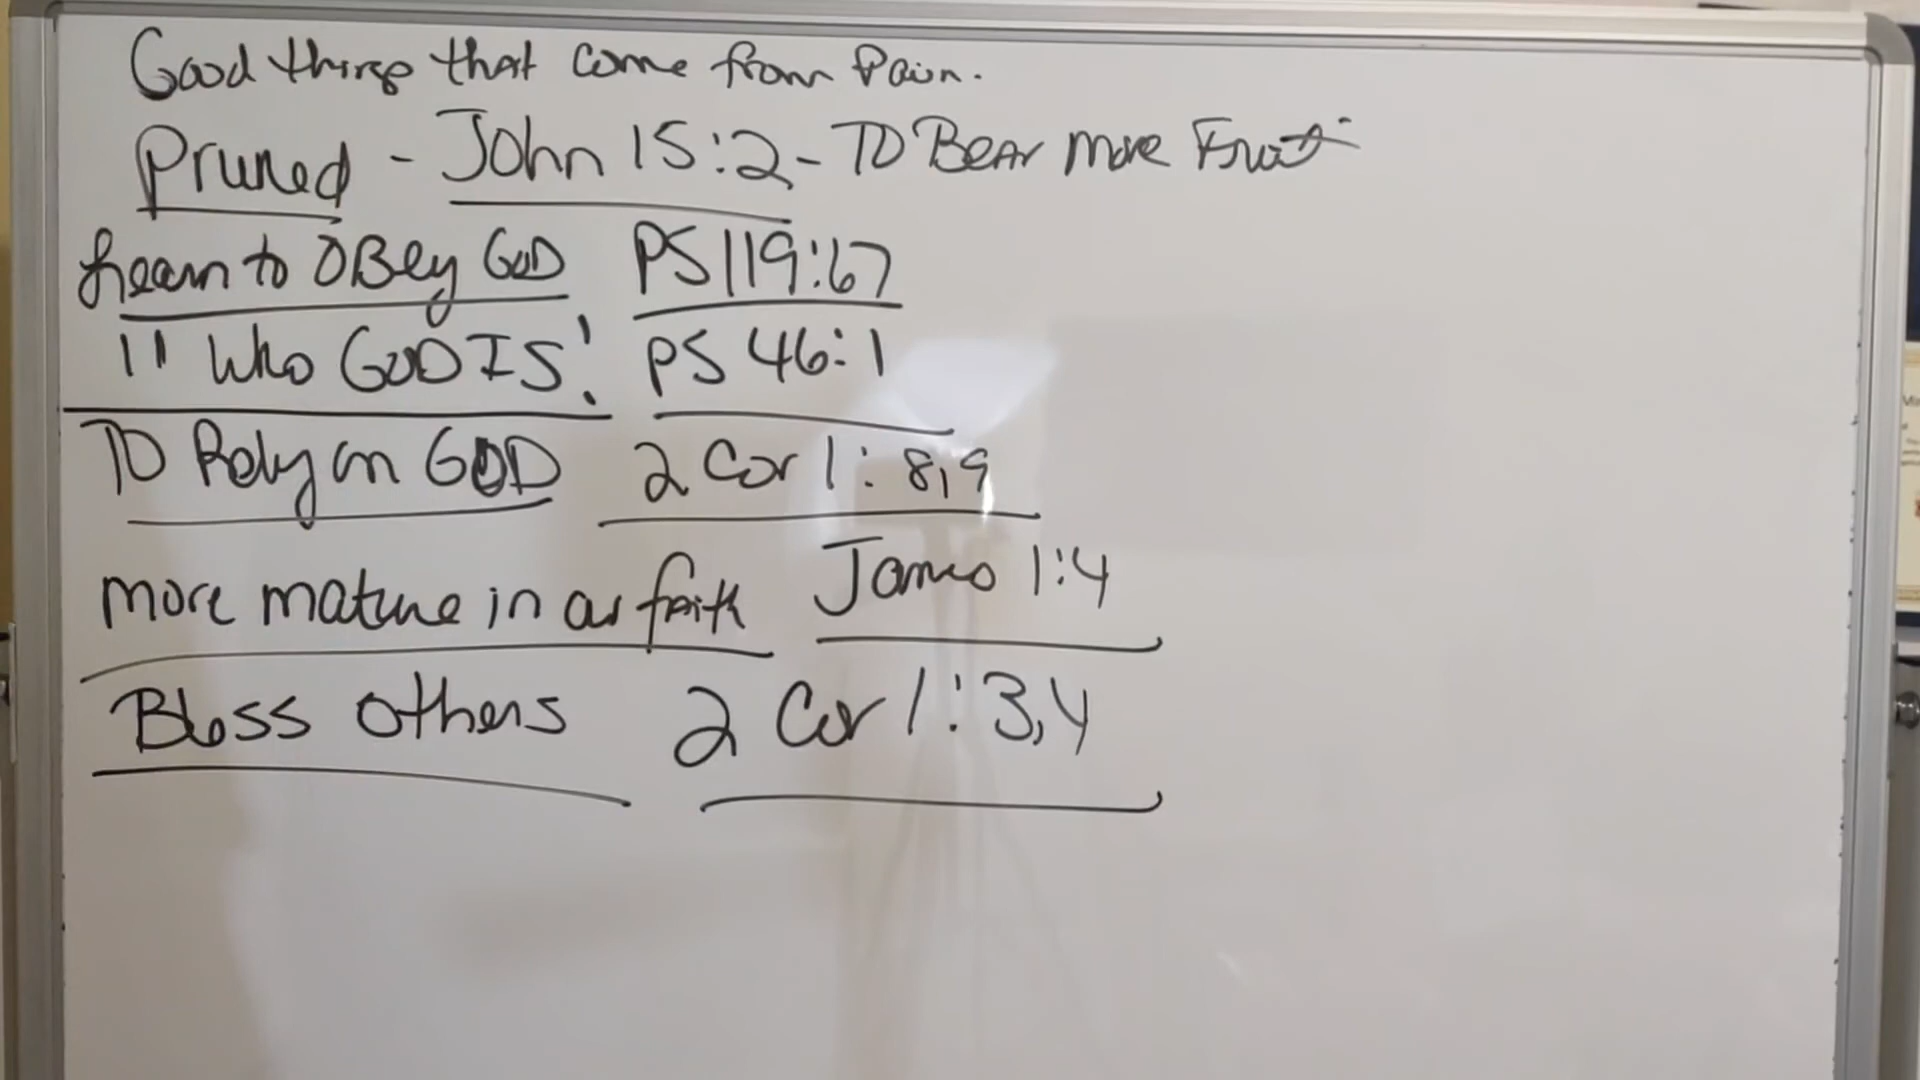 Good things that come from Pain.
Pruned - John 15:2 - TO Bear More Fruit
Learn to OBey GOD PS 119:67
" Who GOD IS! PS 46:1
TO Rely on GOD 2 Cor 1:8,9
more mature in our faith James 1:4
Bless others 2 Cor 1:3,4